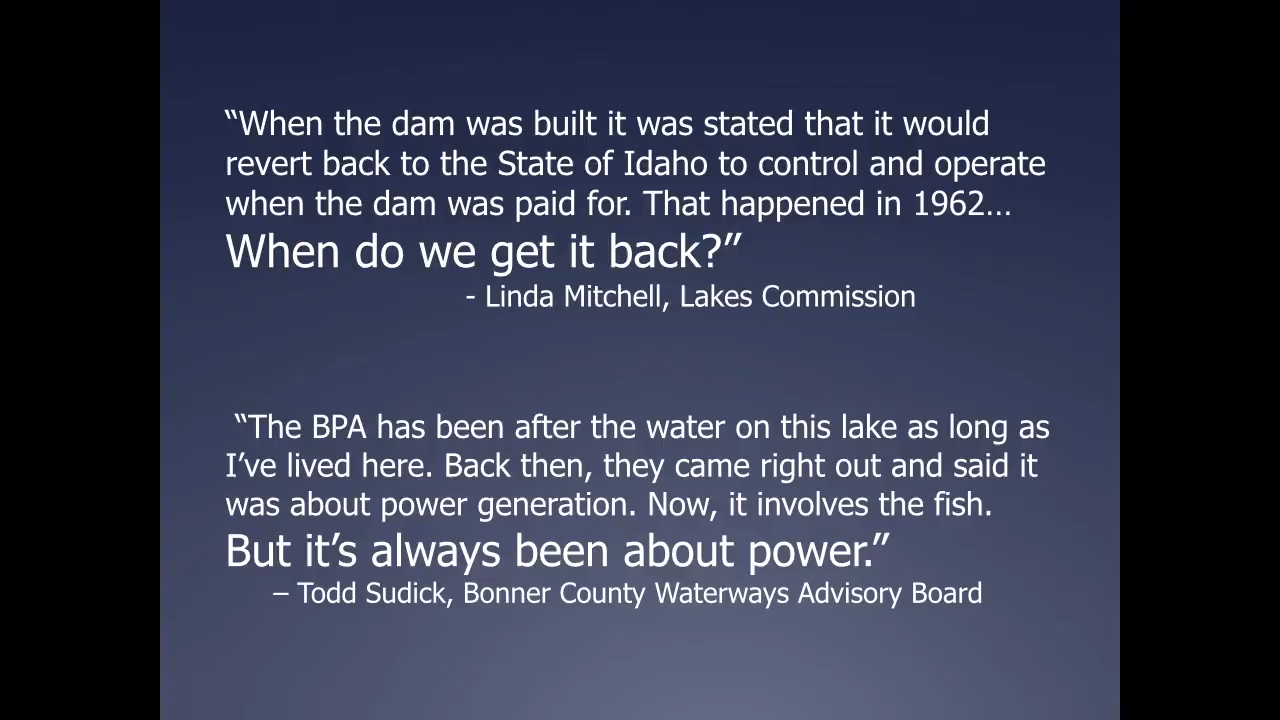 “When the dam was built it was stated that it would
revert back to the State of Idaho to control and operate
when the dam was paid for. That happened in 1962…
When do we get it back?”
- Linda Mitchell, Lakes Commission
“The BPA has been after the water on this lake as long as
I’ve lived here. Back then, they came right out and said it
was about power generation. Now, it involves the fish.
But it’s always been about power.”
– Todd Sudick, Bonner County Waterways Advisory Board